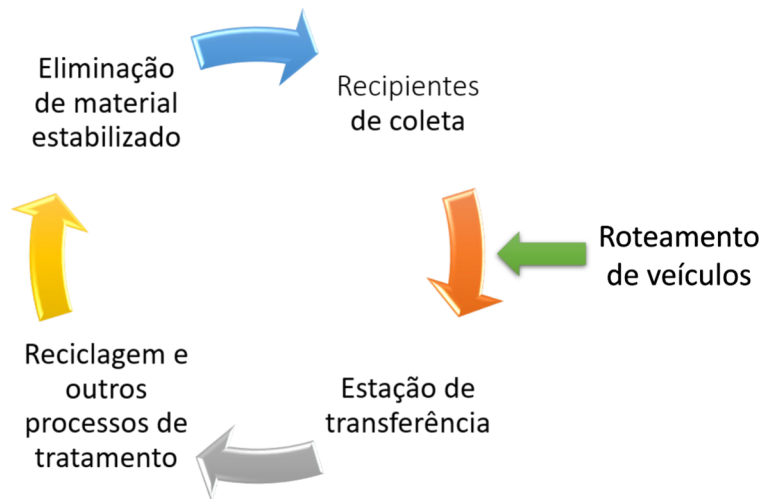 Eliminação
de material
estabilizado
Recipientes
de coleta
Roteamento
de veículos
Estação de
transferência
Reciclagem e
outros
processos de
tratamento